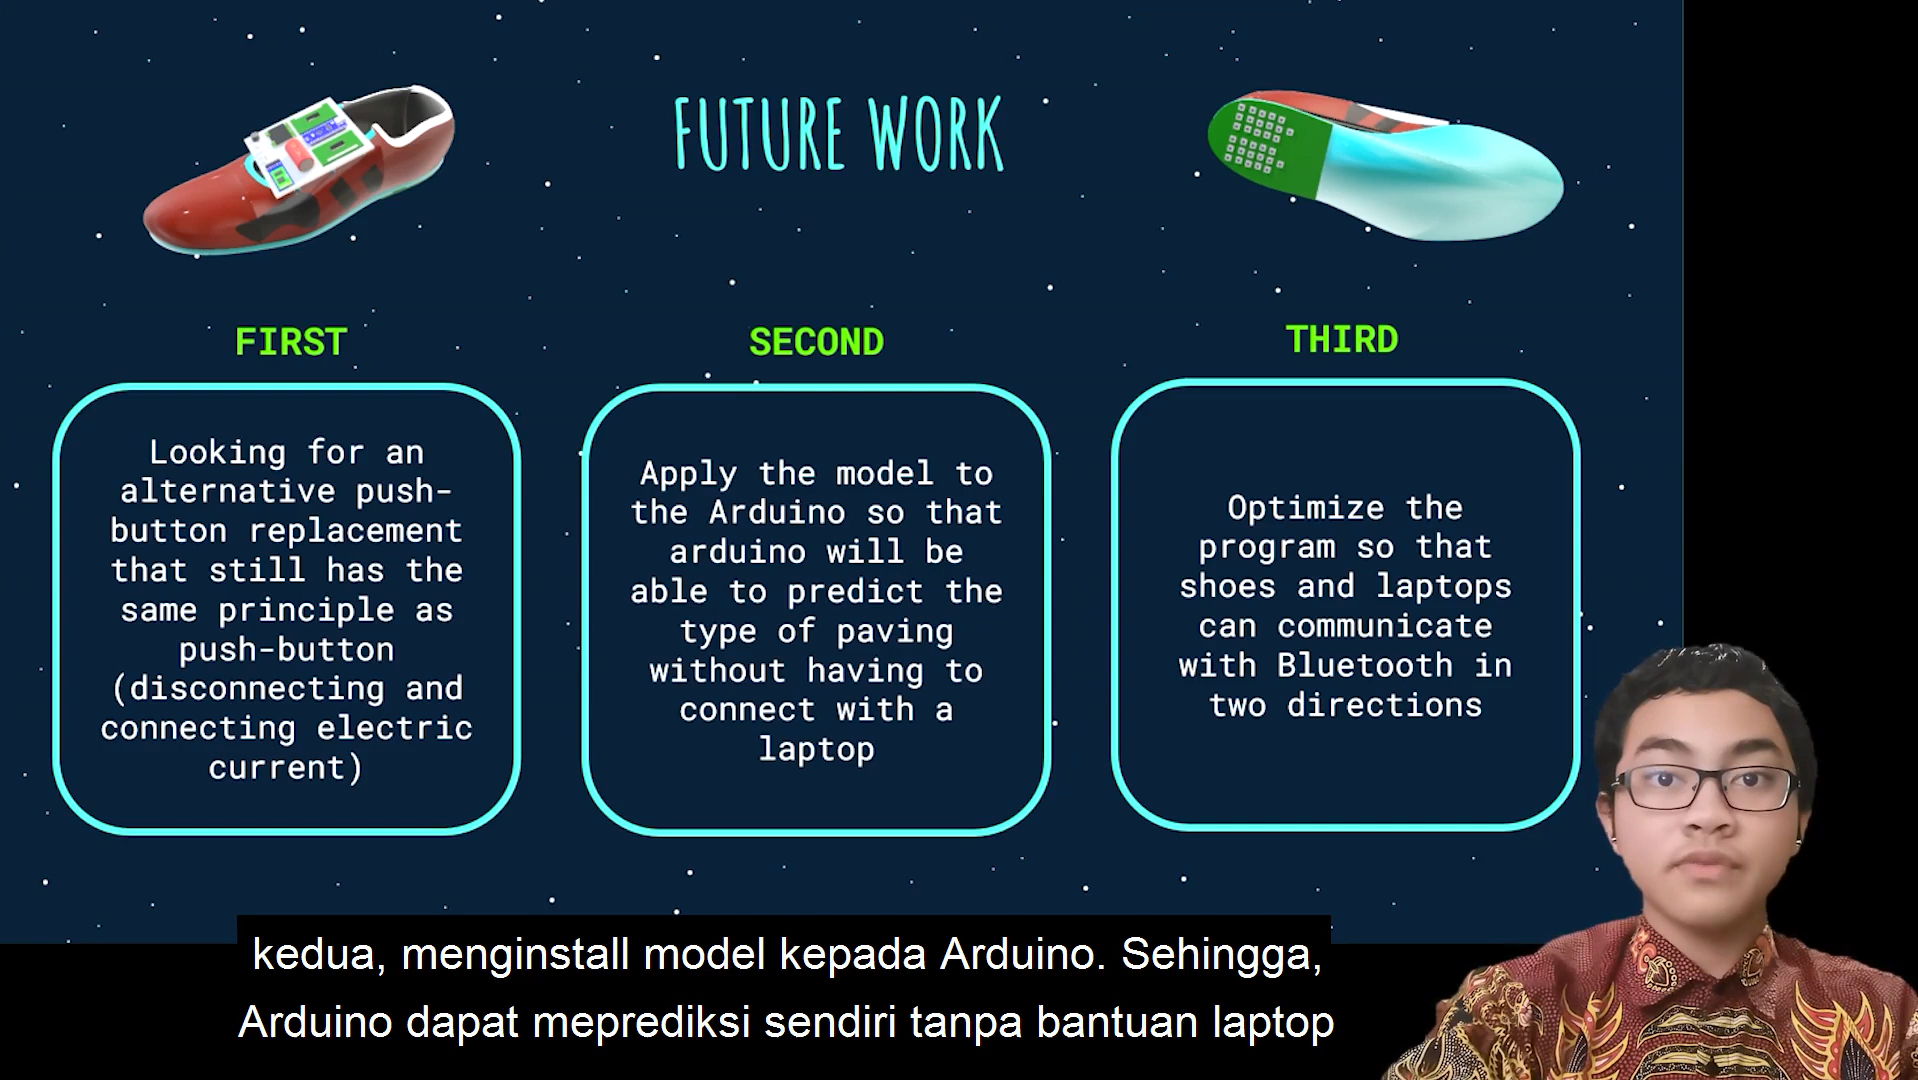 FUTURE WORK
FIRST
Looking for an
alternative push-
button replacement
that still has the
same principle as
push-button
(disconnecting and
connecting electric
current)
SECOND
Apply the model to
the Arduino so that
arduino will be
able to predict the
type of paving
without having to
connect with a
laptop
THIRD
Optimize the
program so that
shoes and laptops
can communicate
with Bluetooth in
two directions
kedua, menginstall model kepada Arduino. Sehingga,
Arduino dapat meprediksi sendiri tanpa bantuan laptop